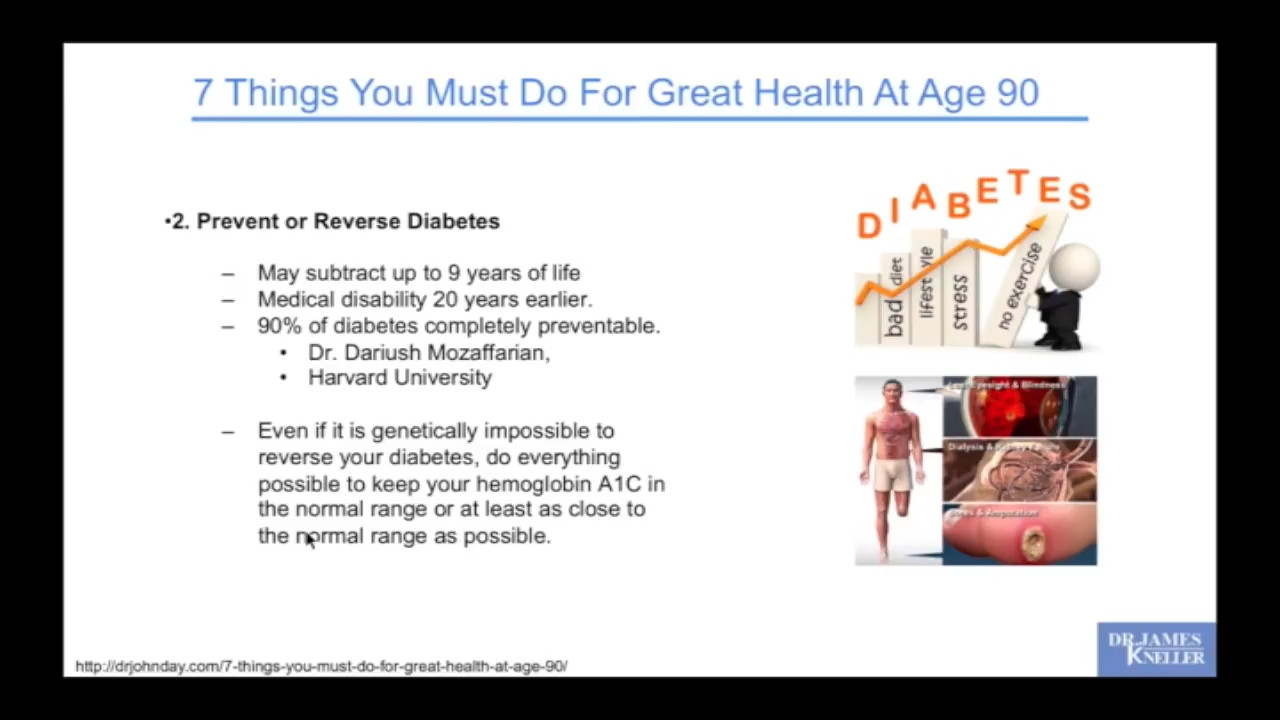 7 Things You Must Do For Great Health At Age 90
•2. Prevent or Reverse Diabetes
– May subtract up to 9 years of life
– Medical disability 20 years earlier.
– 90% of diabetes completely preventable.
• Dr. Dariush Mozaffarian,
• Harvard University
– Even if it is genetically impossible to
reverse your diabetes, do everything
possible to keep your hemoglobin A1C in
the normal range or at least as close to
the normal range as possible.
DIABETES
bad diet
lifestyle
stress
no exercise
Eyesight & Blindness
Dialysis & Kidney
& Amputation
http://drjohnday.com/7-things-you-must-do-for-great-health-at-age-90/
DR. JAMES
KNELLER